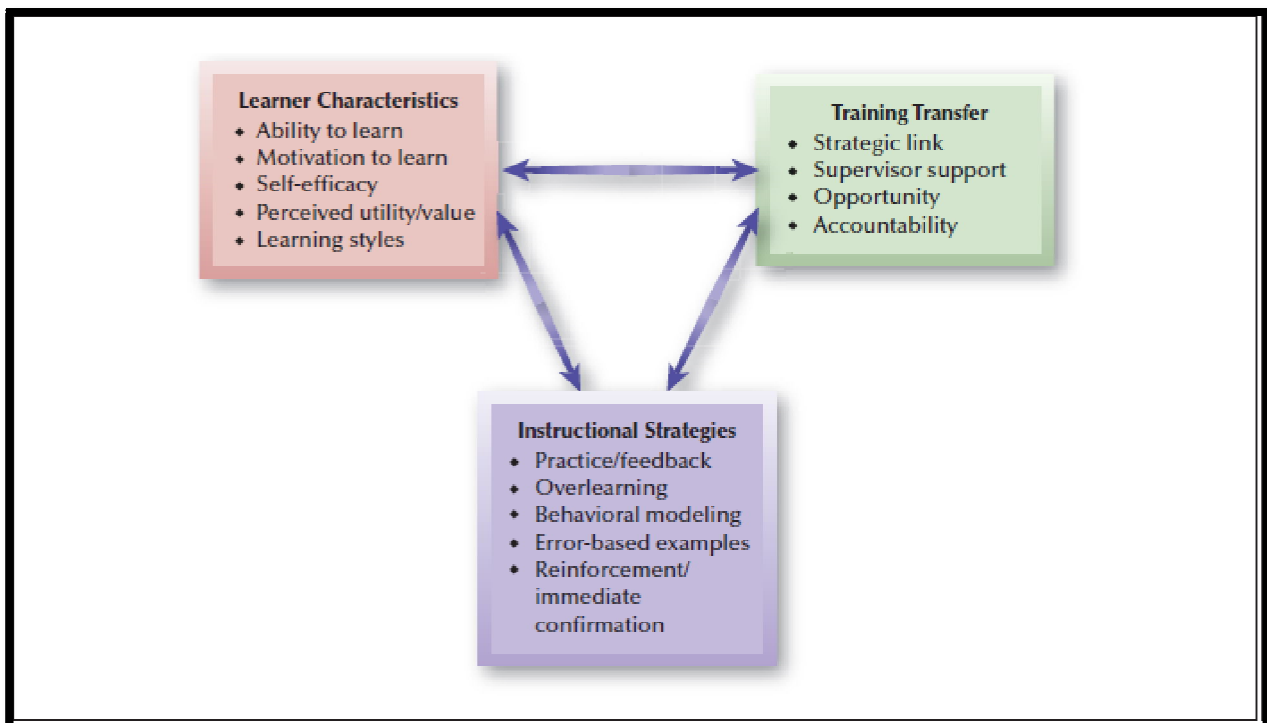 Learner Characteristics
◆ Ability to learn
◆ Motivation to learn
◆ Self-efficacy
◆ Perceived utility/value
◆ Learning styles
Training Transfer
◆ Strategic link
◆ Supervisor support
◆ Opportunity
◆ Accountability
Instructional Strategies
◆ Practice/feedback
◆ Overlearning
◆ Behavioral modeling
◆ Error-based examples
◆ Reinforcement/
immediate
confirmation